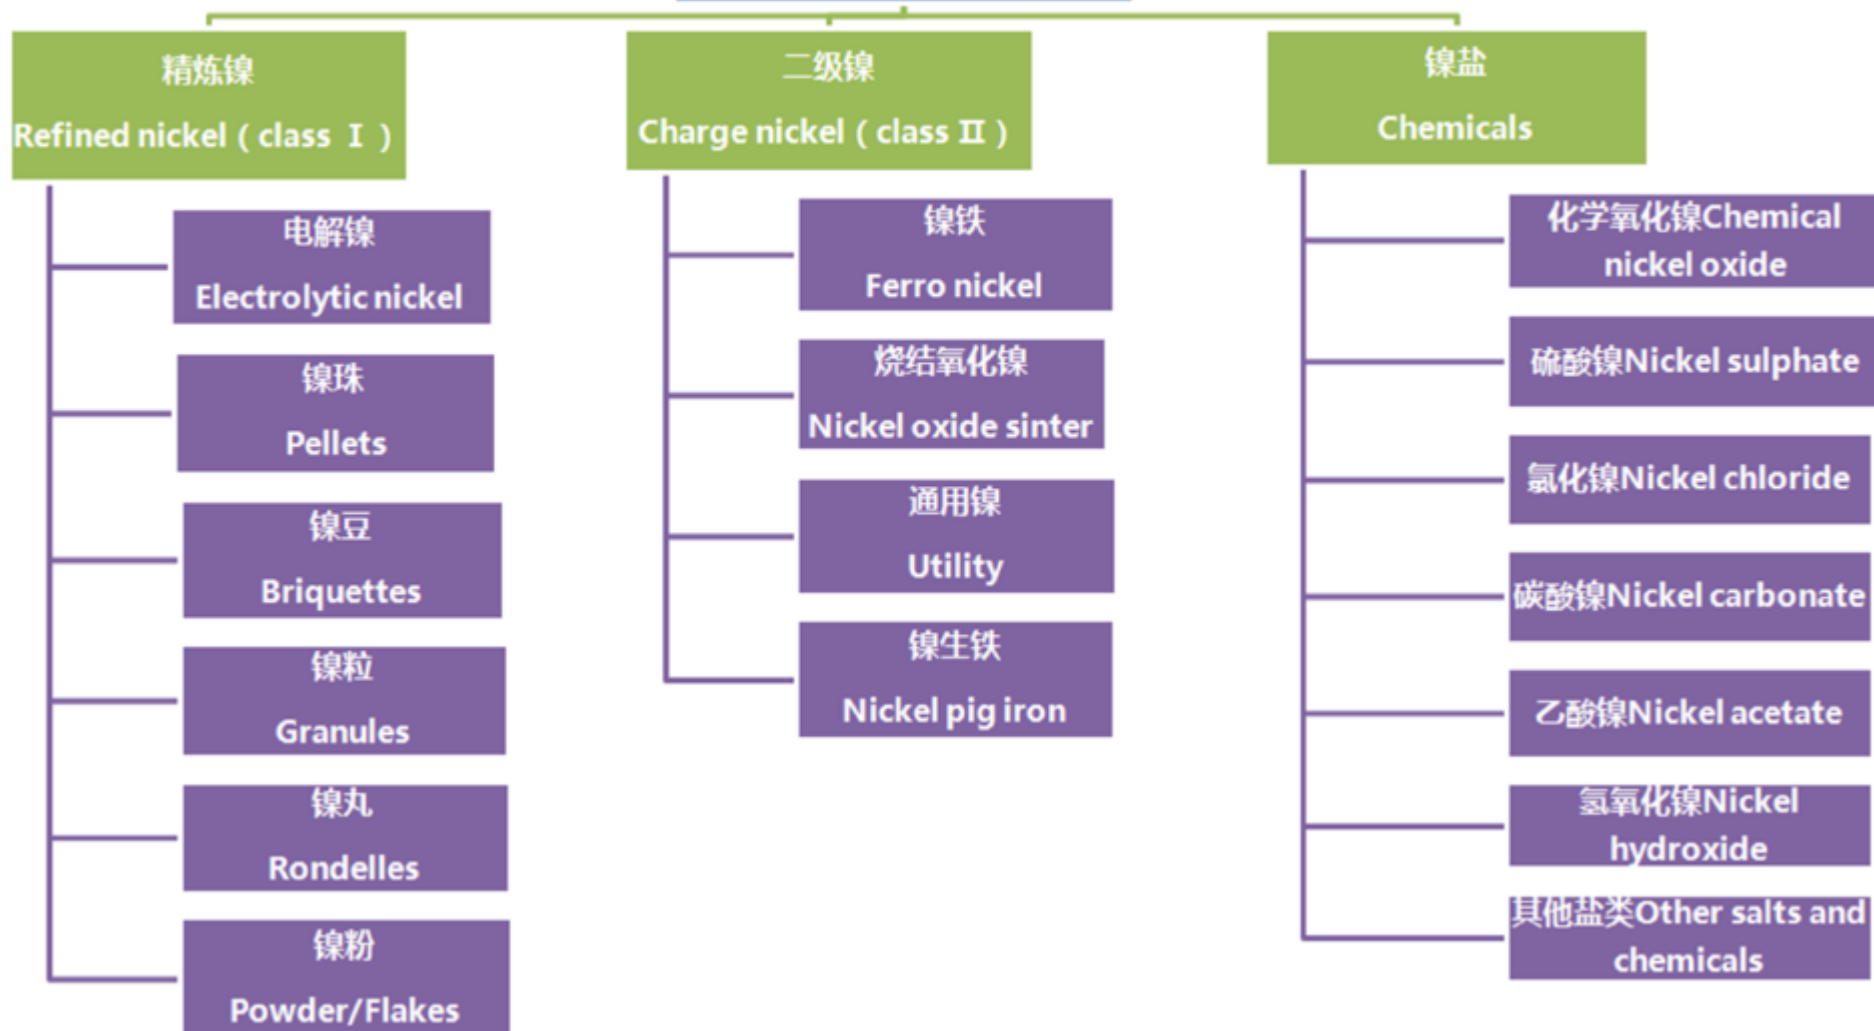 精炼镍
Refined nickel（class Ⅰ）
电解镍
Electrolytic nickel
镍珠
Pellets
镍豆
Briquettes
镍粒
Granules
镍丸
Rondelles
镍粉
Powder/Flakes
二级镍
Charge nickel（class Ⅱ）
镍铁
Ferro nickel
烧结氧化镍
Nickel oxide sinter
通用镍
Utility
镍生铁
Nickel pig iron
镍盐
Chemicals
化学氧化镍Chemical
nickel oxide
硫酸镍Nickel sulphate
氯化镍Nickel chloride
碳酸镍Nickel carbonate
乙酸镍Nickel acetate
氢氧化镍Nickel
hydroxide
其他盐类Other salts and
chemicals